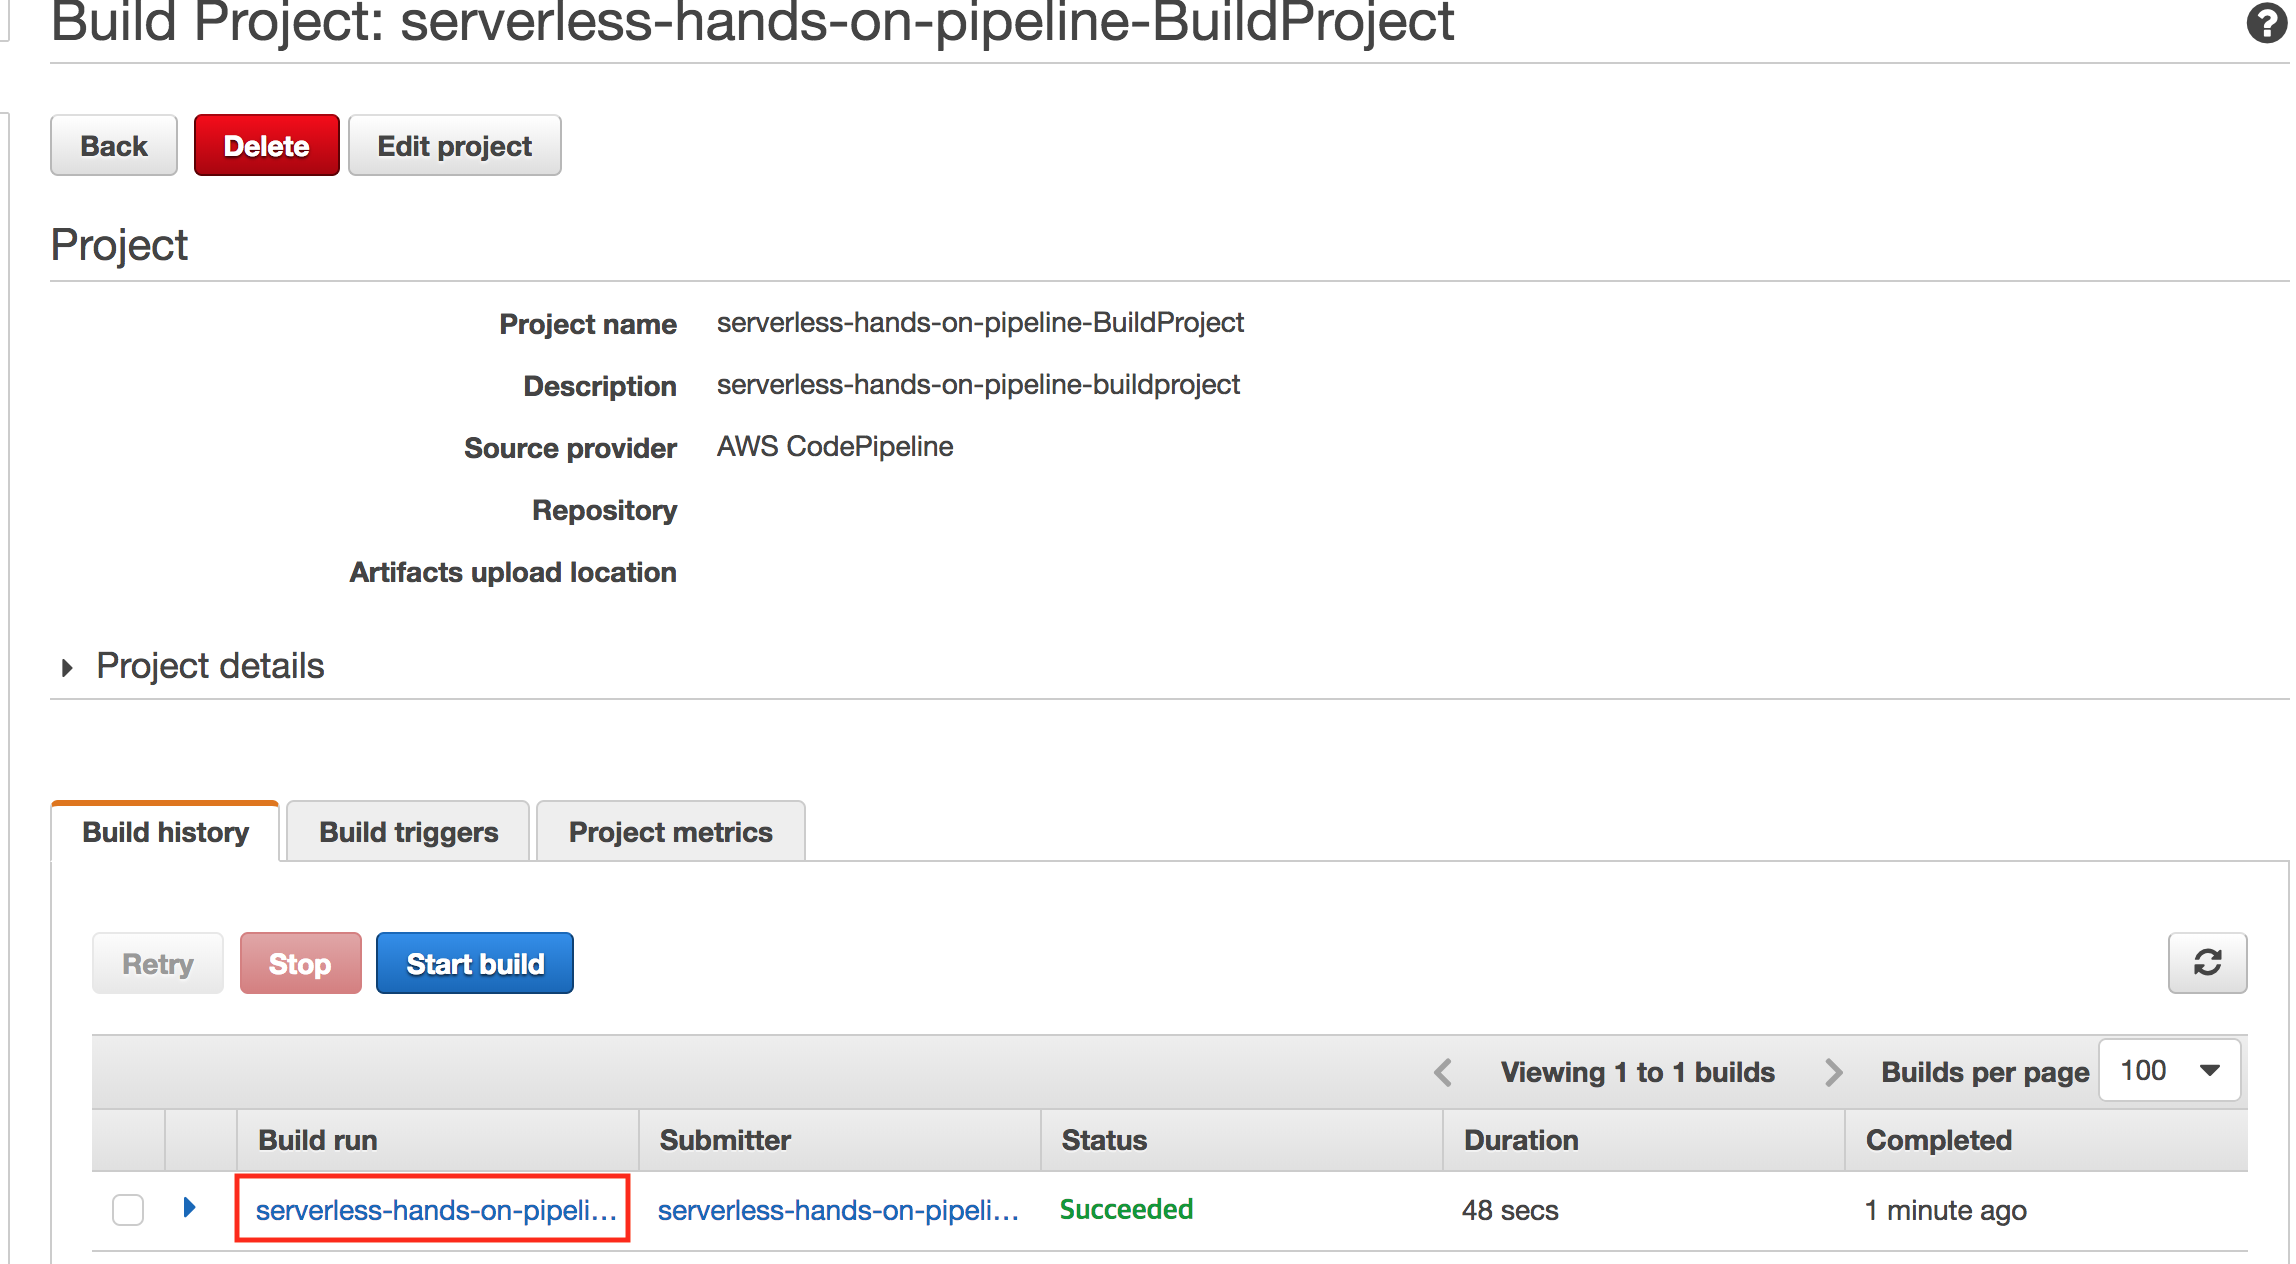 Build Project: serverless-hands-on-pipeline-BuildProject
?
Back Delete Edit project
Project
Project name serverless-hands-on-pipeline-BuildProject
Description serverless-hands-on-pipeline-buildproject
Source provider AWS CodePipeline
Repository
Artifacts upload location
Project details
Build history Build triggers Project metrics
Retry Stop Start build
Viewing 1 to 1 builds Builds per page 100
Build run Submitter Status Duration Completed
serverless-hands-on-pipeli... serverless-hands-on-pipeli... Succeeded 48 secs 1 minute ago